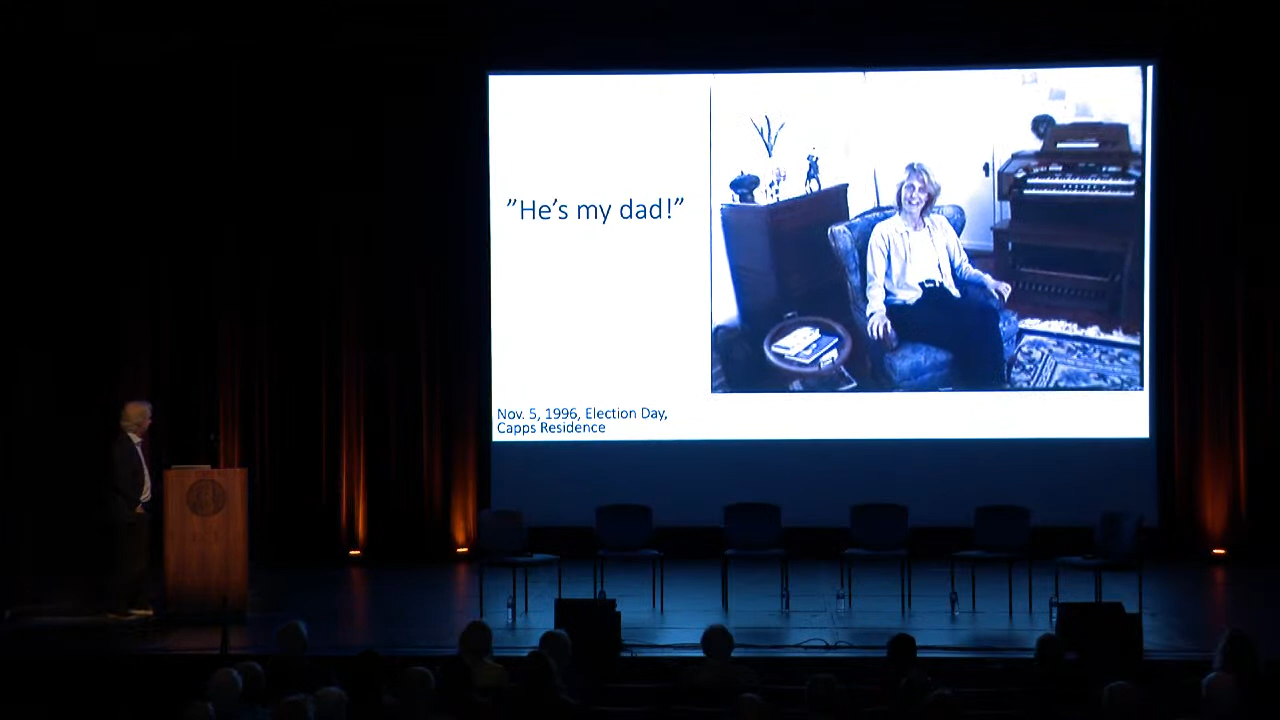 ”He’s my dad!”
Nov. 5, 1996, Election Day,
Capps Residence